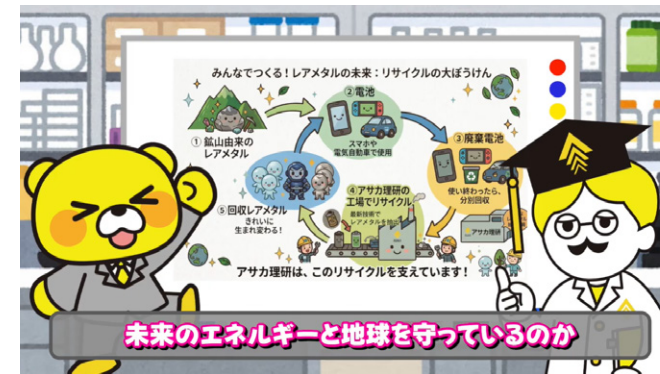 みんなでつくる！レアメタルの未来：リサイクルの大ぼうけん
① 鉱山由来の
レアメタル
②電池
スマホや
電気自動車で使用
③廃棄電池
使い終わったら、
分別回収
④アサカ理研の
工場でリサイクル
最新技術で
レアメタルを
アサカ理研
⑤回収レアメタル
きれいに
生まれ変わる！
アサカ理研は、このリサイクルを支えています！
未来のエネルギーと地球を守っているのか